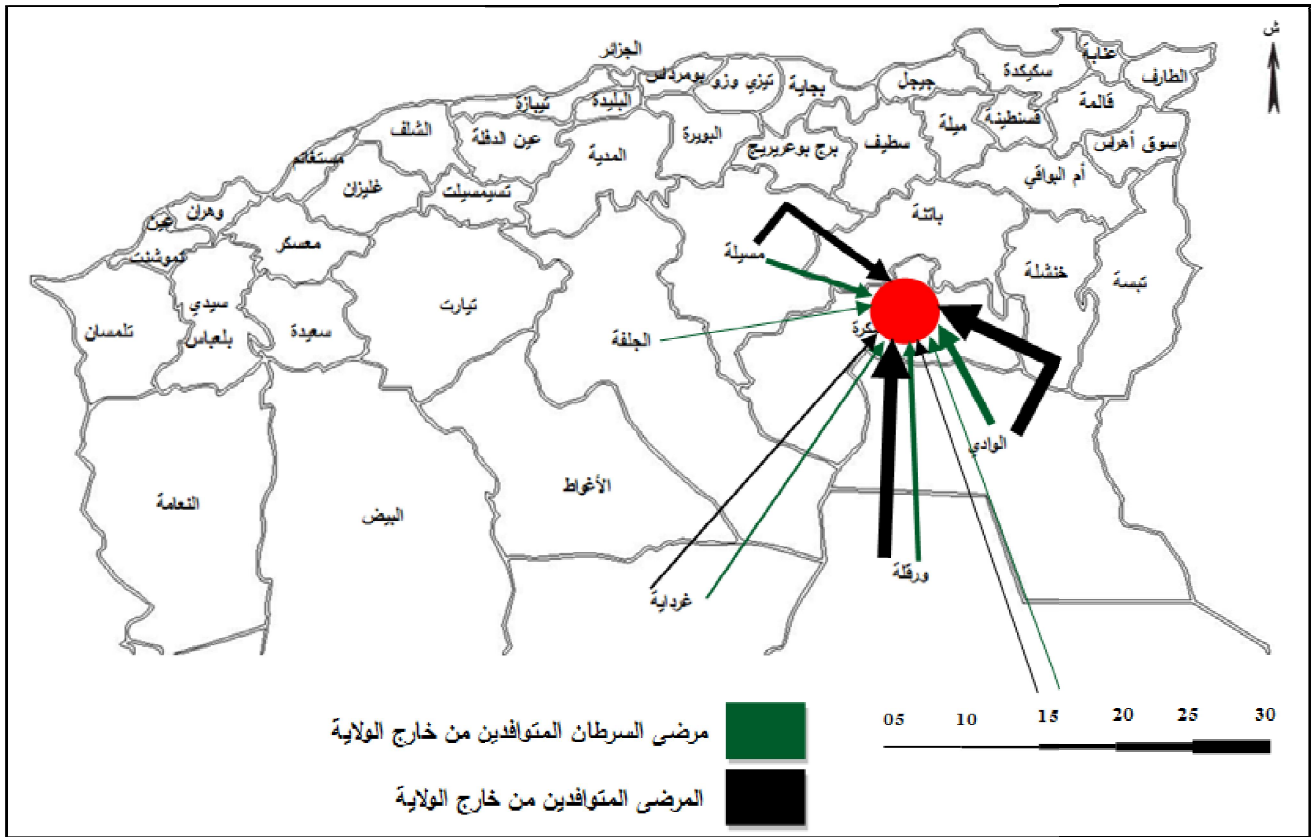 ش
الجزائر
عنابة
سكيكدة
الطارف
جيجل
بجاية
تيزي وزو
بومرداس
قالمة
البليدة
تيبازة
قسنطينة
ميلة
الشلف
سطيف
البويرة
عين الدفلة
برج بوعريريج
سوق أهراس
المدية
مستغانم
أم البواقي
غليزان
تسيمسيلت
وهران
عين
تموشنت
باتنة
معسكر
مسيلة
خنشلة
تبسة
سيدي
بلعباس
تيارت
سعيدة
تلمسان
الجلفة
كرة
الوادي
الأغواط
النعامة
البيض
ورقلة
غرداية
مرضى السرطان المتوافدين من خارج الولاية
المرضى المتوافدين من خارج الولاية
05 10 15 20 25 30